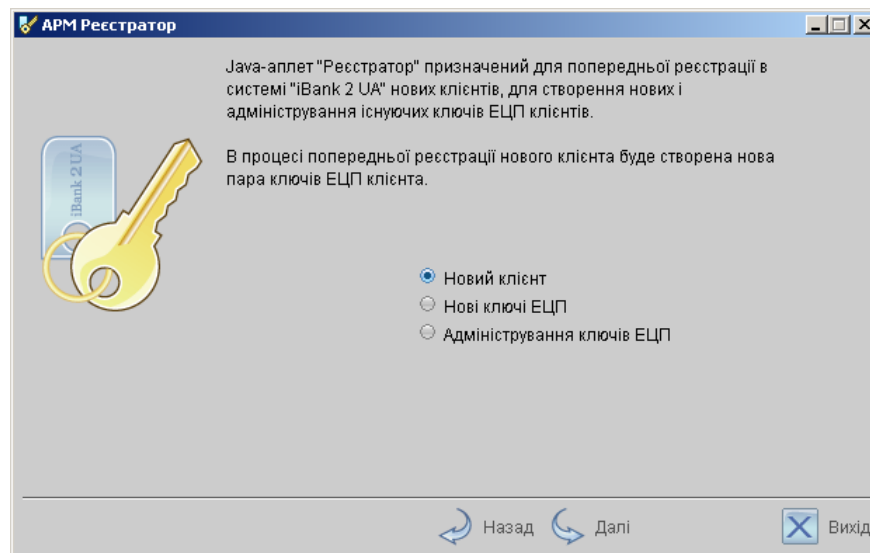 АРМ Реєстратор
Java-аплет "Реєстратор" призначений для попередньої реєстрації в
системі "iBank 2 UA" нових клієнтів, для створення нових і
адміністрування існуючих ключів ЕЦП клієнтів.
В процесі попередньої реєстрації нового клієнта буде створена нова
пара ключів ЕЦП клієнта.
iBank 2 UA
Новий клієнт
Нові ключі ЕЦП
Адміністрування ключів ЕЦП
Назад
Далі
Вихід